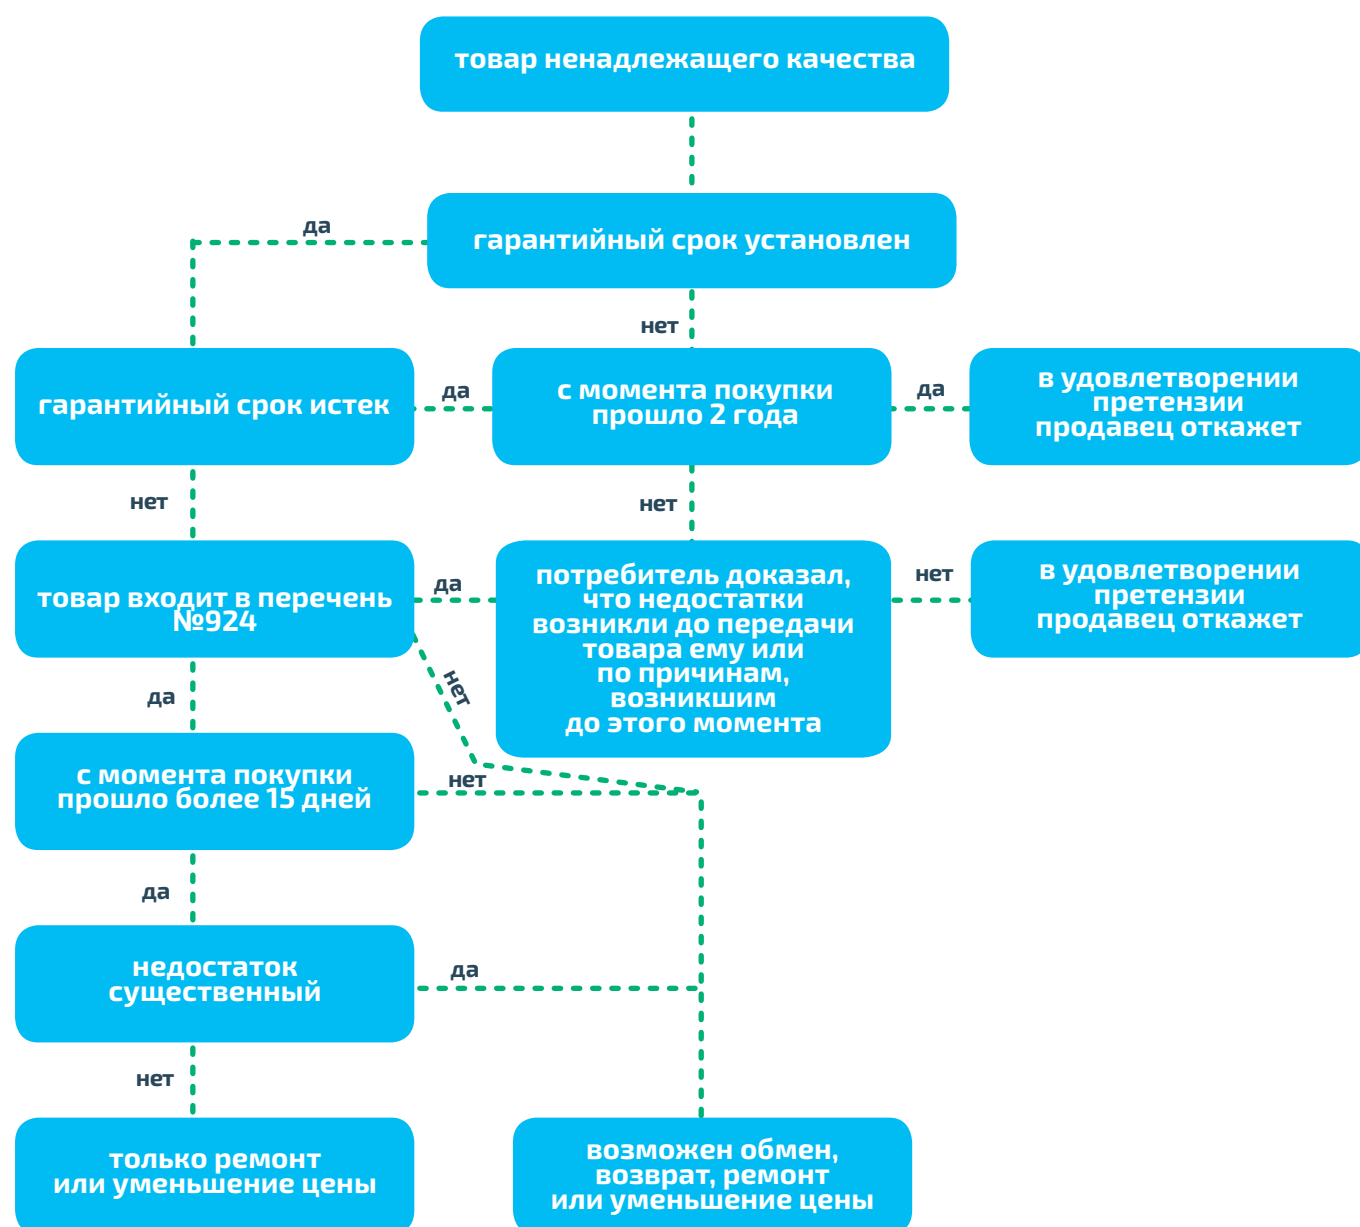 товар ненадлежащего качества
да
гарантийный срок установлен
нет
гарантийный срок истек
да
с момента покупки
прошло 2 года
да
в удовлетворении
претензии
продавец откажет
нет
нет
товар входит в перечень
№924
да
потребитель доказал,
что недостатки
возникли до передачи
товара ему или
по причинам,
возникшим
до этого момента
нет
в удовлетворении
претензии
продавец откажет
нет
да
с момента покупки
прошло более 15 дней
нет
да
недостаток
существенный
да
нет
только ремонт
или уменьшение цены
возможен обмен,
возврат, ремонт
или уменьшение цены